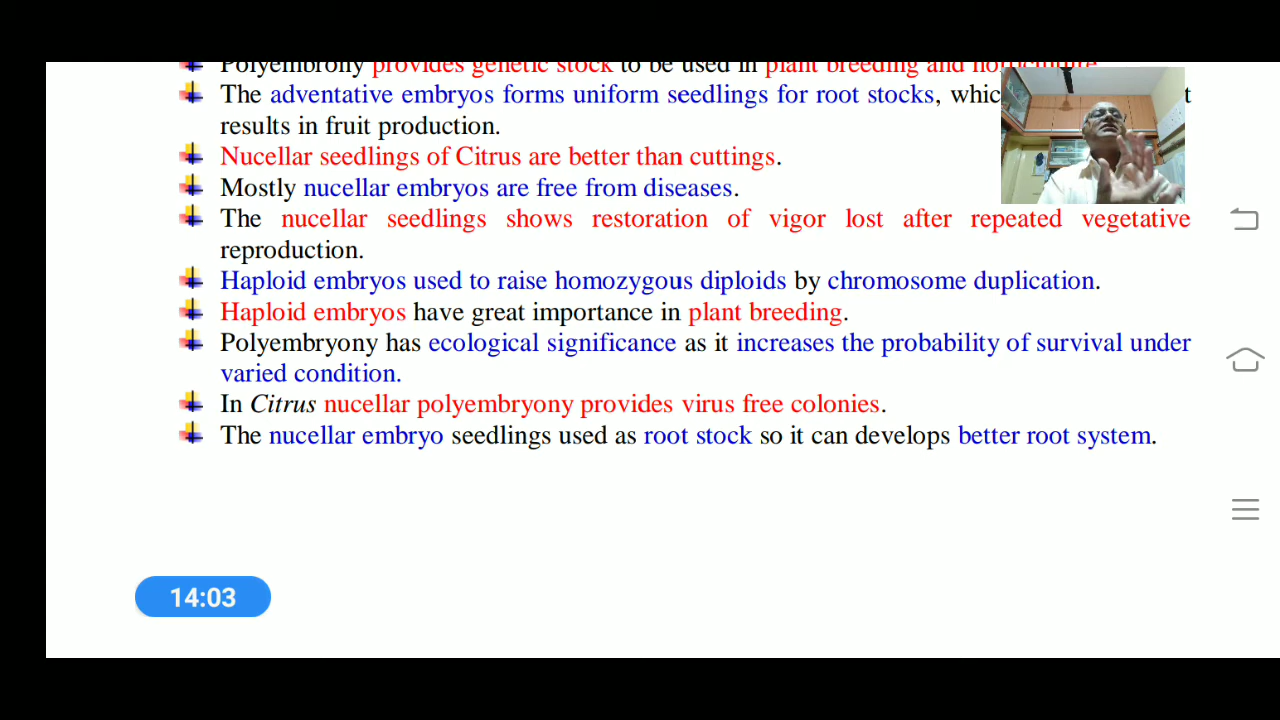 Polyembrony provides genetic stock to be used in plant breeding and horticulture.
The adventative embryos forms uniform seedlings for root stocks, t
results in fruit production.
Nucellar seedlings of Citrus are better than cuttings.
Mostly nucellar embryos are free from diseases.
The nucellar seedlings shows restoration of vigor lost after repeated vegetative
reproduction.
Haploid embryos used to raise homozygous diploids by chromosome duplication.
Haploid embryos have great importance in plant breeding.
Polyembryony has ecological significance as it increases the probability of survival under
varied condition.
In Citrus nucellar polyembryony provides virus free colonies.
The nucellar embryo seedlings used as root stock so it can develops better root system.
14:03